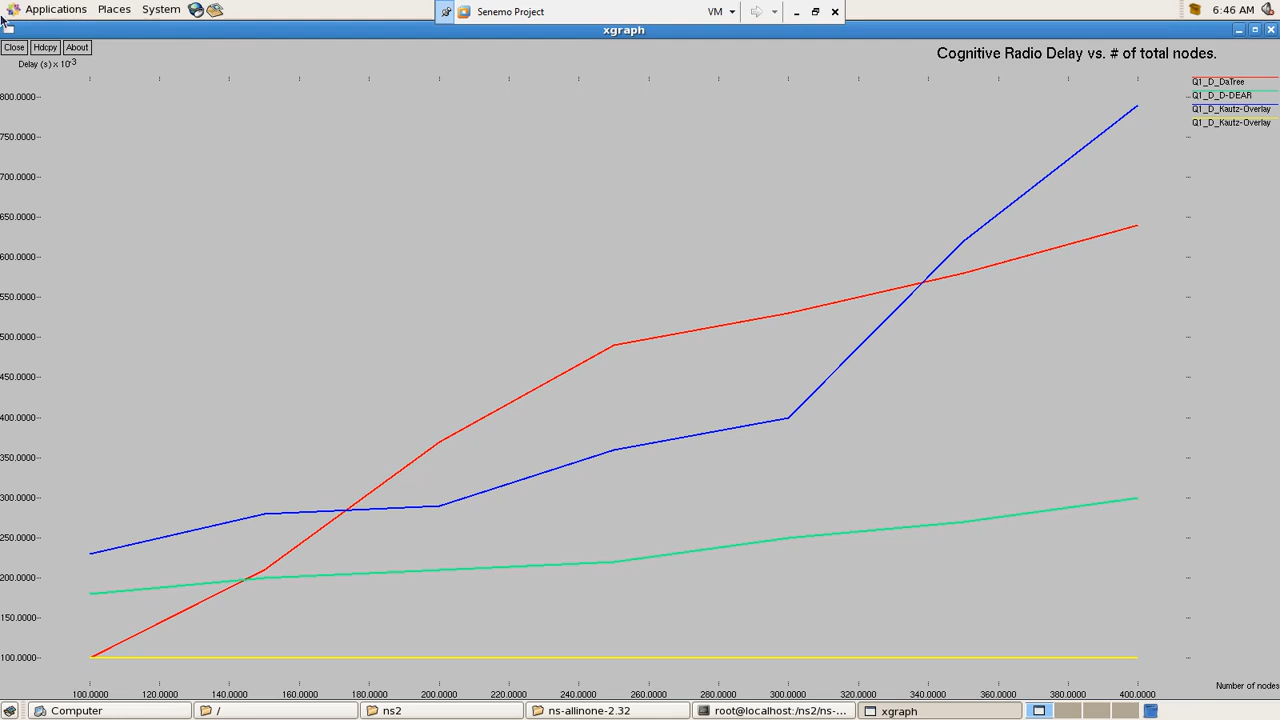 Applications Places System
Senemo Project
VM
6:46 AM
xgraph
Close Hdcpy About
Cognitive Radio Delay vs. # of total nodes.
Delay (s) x 10-3
Q1_D_DaTree
Q1_D_D-DEAR
Q1_D_Kautz-Overlay
Q1_D_Kautz-Overlay
800.0000
750.0000
700.0000
650.0000
600.0000
550.0000
500.0000
450.0000
400.0000
350.0000
300.0000
250.0000
200.0000
150.0000
100.0000
100.0000 120.0000 140.0000 160.0000 180.0000 200.0000 220.0000 240.0000 260.0000 280.0000 300.0000 320.0000 340.0000 360.0000 380.0000 400.0000
Number of nodes
Computer
/
ns2
ns-allinone-2.32
root@localhost:/ns2/ns-...
xgraph